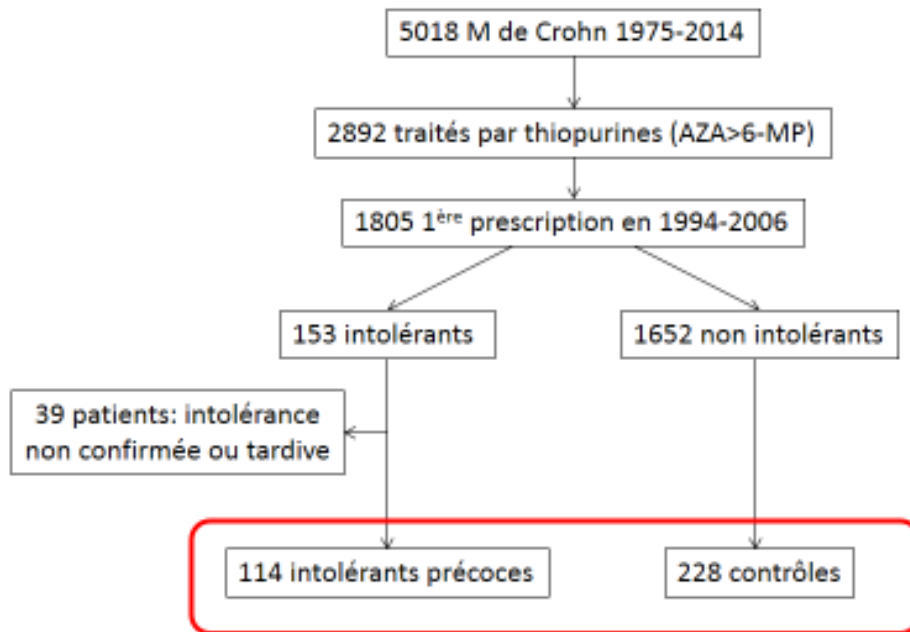 5018 M de Crohn 1975-2014
2892 traités par thiopurines (AZA>6-MP)
1805 1ère prescription en 1994-2006
153 intolérants
1652 non intolérants
39 patients: intolérance
non confirmée ou tardive
114 intolérants précoces
228 contrôles